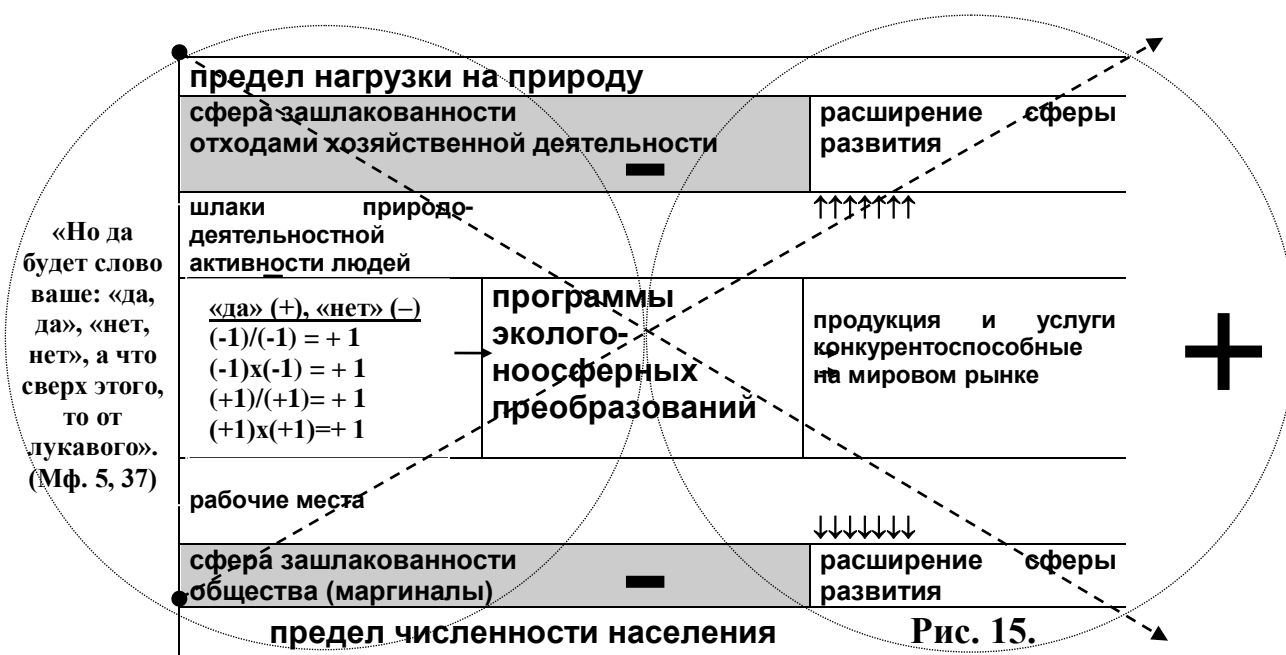 предел нагрузки на природу
сфера зашлакованности
отходами хозяйственной деятельности
–
расширение сферы
развития
шлаки природо-
деятельностной
активности людей
↑↑↑↑↑↑↑
«Но да
будет слово
ваше: «да,
да», «нет,
нет», а что
сверх этого,
то от
лукавого».
(Мф. 5, 37)
«да» (+), «нет» (–)
(-1)/(-1) = + 1
(-1)x(-1) = + 1
(+1)/(+1)= + 1
(+1)x(+1)=+ 1
программы
эколого-
ноосферных
преобразований
продукция и услуги
конкурентоспособные
на мировом рынке
+
рабочие места
↓↓↓↓↓↓↓
сфера зашлакованности
общества (маргиналы)
–
расширение сферы
развития
предел численности населения
Рис. 15.